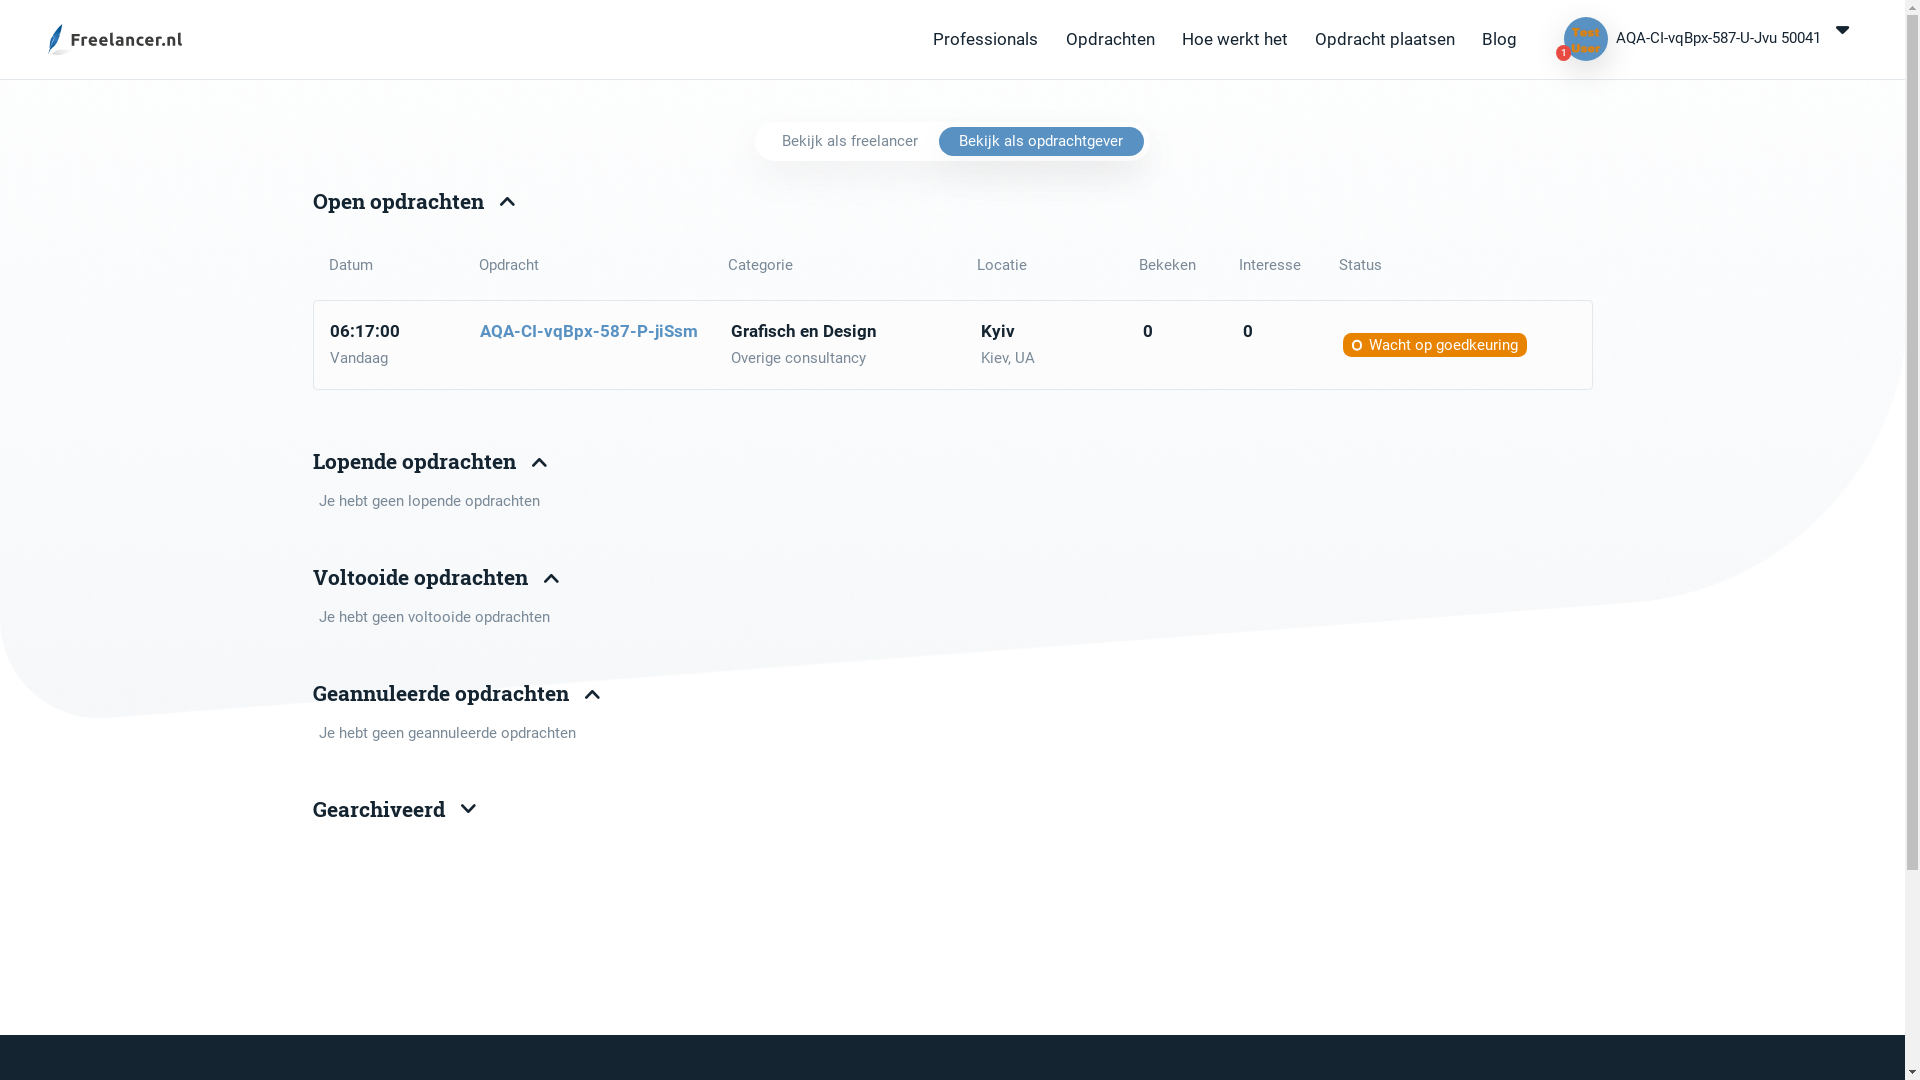 Freelancer.nl
Professionals
Opdrachten
Hoe werkt het
Opdracht plaatsen
Blog
Test
User
1
AQA-CI-vqBpx-587-U-Jvu 50041
Bekijk als freelancer
Bekijk als opdrachtgever
Open opdrachten
Datum Opdracht Categorie Locatie Bekeken Interesse Status
06:17:00 AQA-CI-vqBpx-587-P-jiSsm Grafisch en Design Kyiv 0 0 Wacht op goedkeuring
Vandaag Overige consultancy Kiev, UA
Lopende opdrachten
Je hebt geen lopende opdrachten
Voltooide opdrachten
Je hebt geen voltooide opdrachten
Geannuleerde opdrachten
Je hebt geen geannuleerde opdrachten
Gearchiveerd